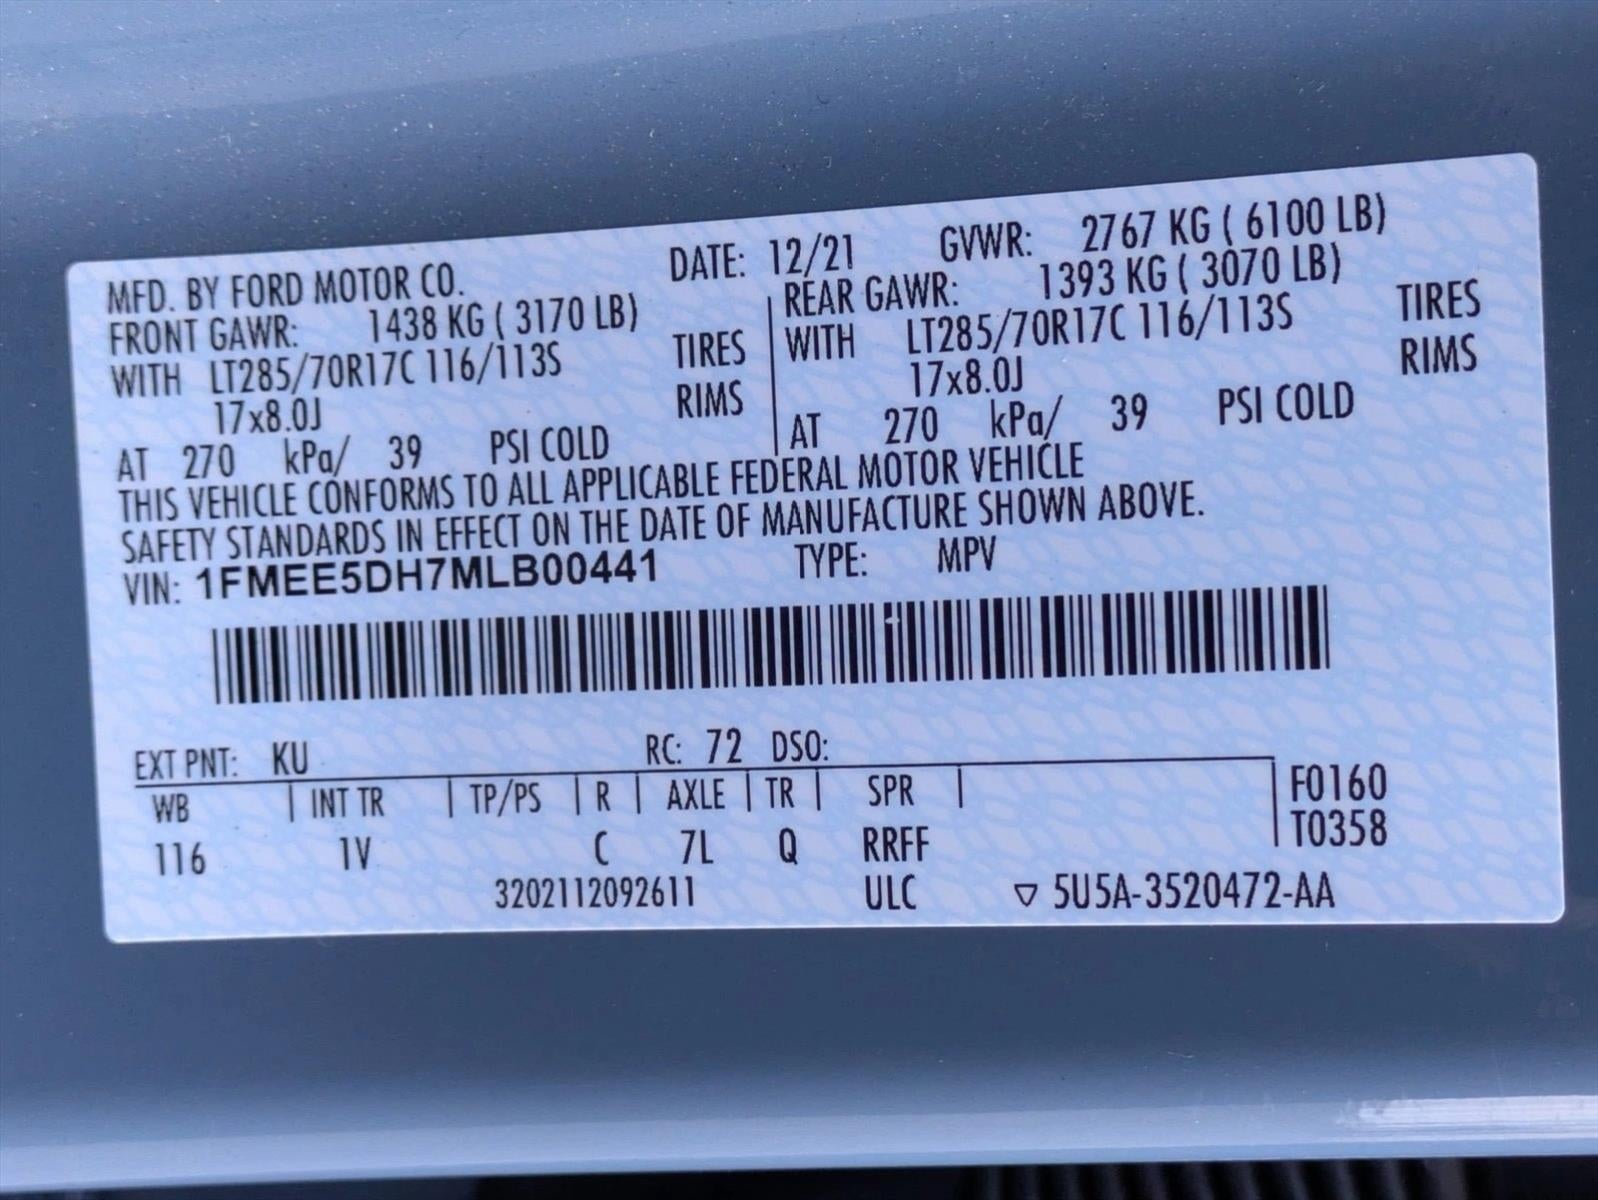 MFD. BY FORD MOTOR CO. DATE: 12/21 GVWR: 2767 KG ( 6100 LB)
FRONT GAWR: 1438 KG ( 3170 LB) REAR GAWR: 1393 KG ( 3070 LB)
WITH LT285/70R17C 116/113S TIRES WITH LT285/70R17C 116/113S TIRES
17x8.0J RIMS 17x8.0J RIMS
AT 270 kPa/ 39 PSI COLD AT 270 kPa/ 39 PSI COLD
THIS VEHICLE CONFORMS TO ALL APPLICABLE FEDERAL MOTOR VEHICLE
SAFETY STANDARDS IN EFFECT ON THE DATE OF MANUFACTURE SHOWN ABOVE.
VIN: 1FMEE5DH7MLB00441 TYPE: MPV
EXT PNT: KU RC: 72 DSO:
WB INT TR TP/PS R AXLE TR SPR F0160
116 1V C 7L Q RRFF T0358
3202112092611 ULC ▽ 5U5A-3520472-AA